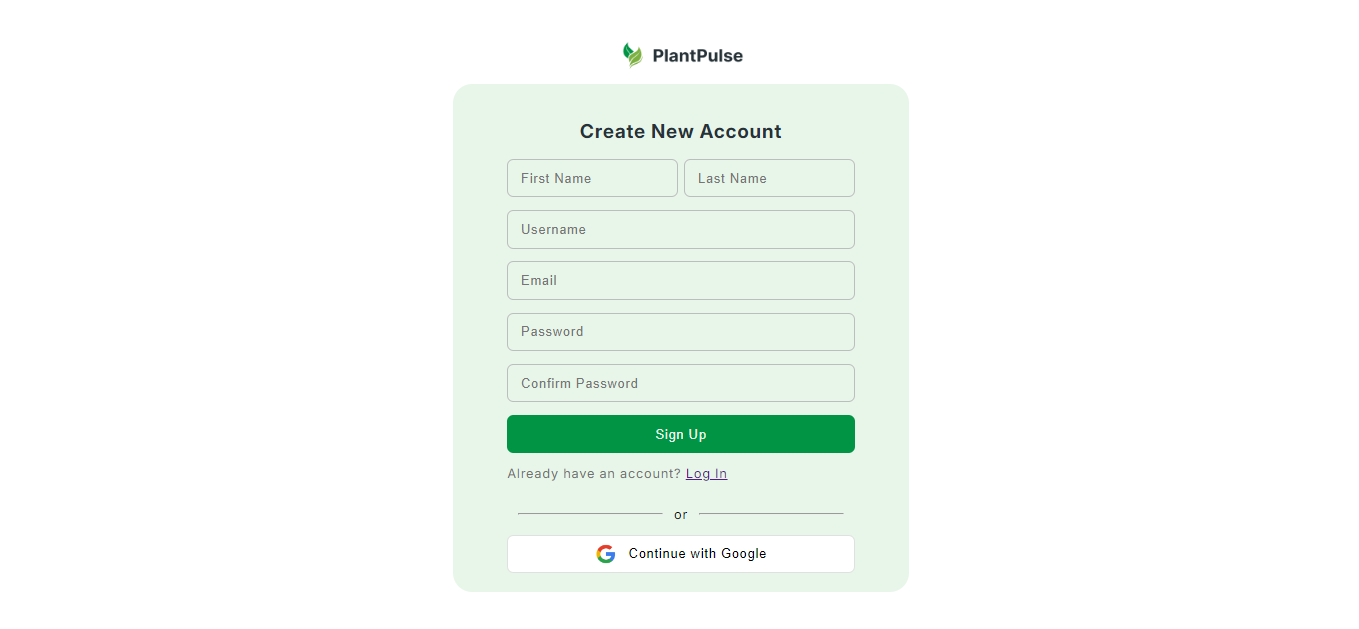 PlantPulse
Create New Account
First Name Last Name
Username
Email
Password
Confirm Password
Sign Up
Already have an account? Log In
or
Continue with Google